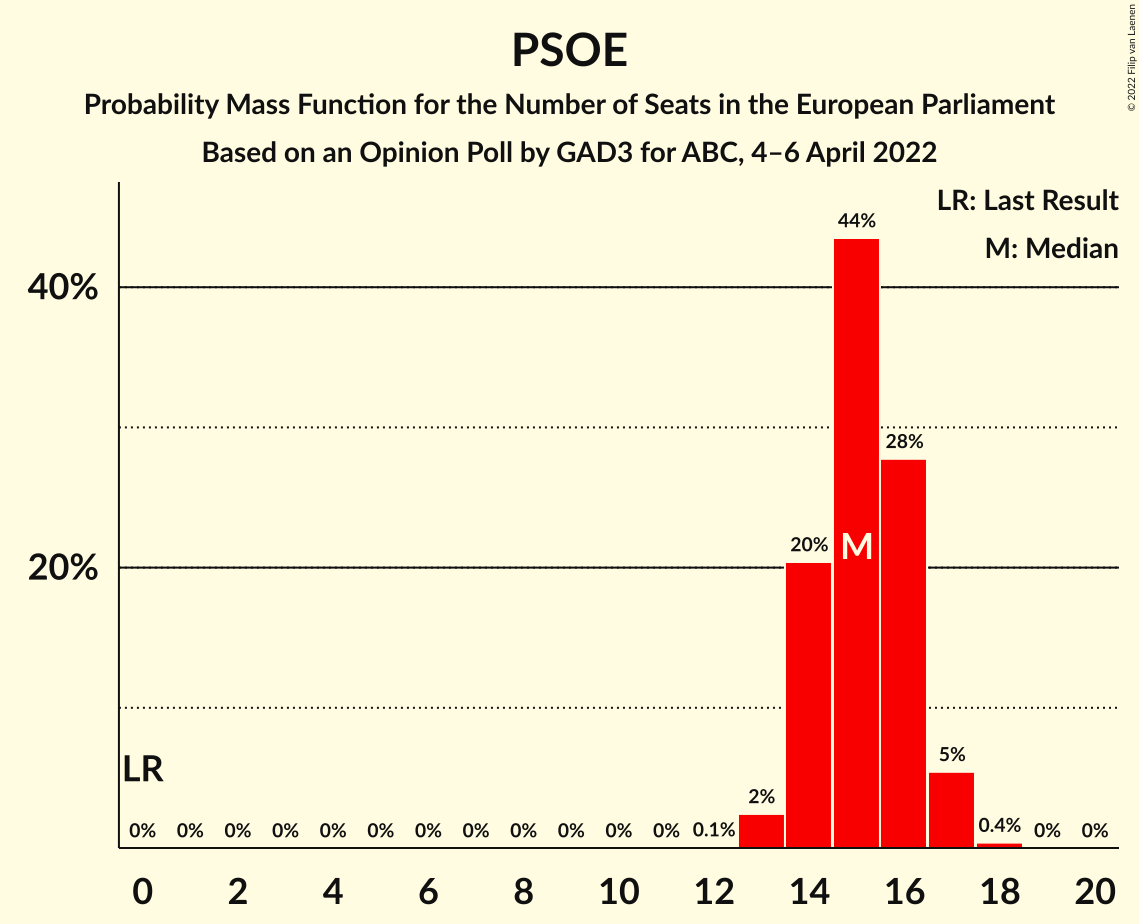 PSOE
Probability Mass Function for the Number of Seats in the European Parliament
Based on an Opinion Poll by GAD3 for ABC, 4–6 April 2022
© 2022 Filip van Laenen
LR: Last Result
M: Median
40%
20%
44%
28%
20%
M
5%
2%
LR
0% 0% 0% 0% 0% 0% 0% 0% 0% 0% 0% 0% 0.1% 0.4% 0% 0%
0 2 4 6 8 10 12 14 16 18 20